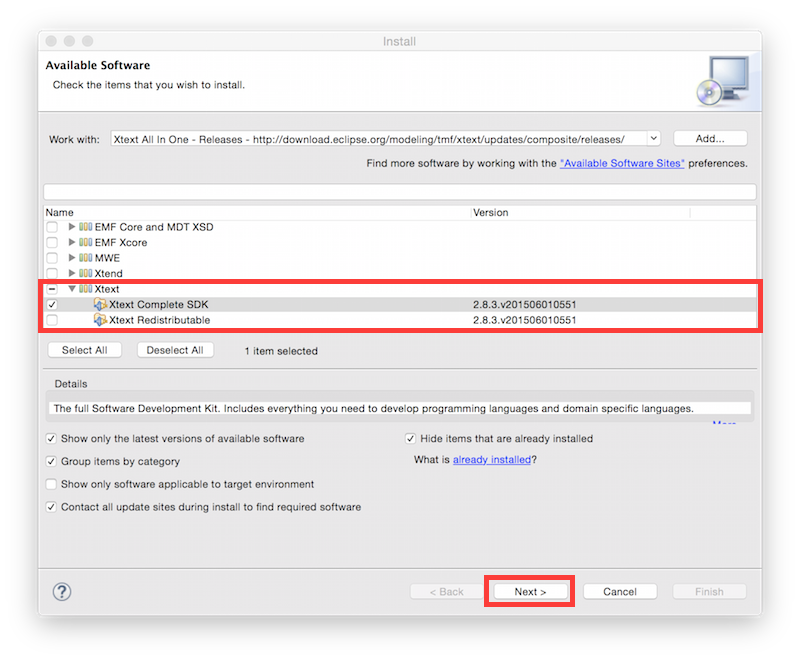 Install
Available Software
Check the items that you wish to install.
Work with: Xtext All In One - Releases - http://download.eclipse.org/modeling/tmf/xtext/updates/composite/releases/ Add...
Find more software by working with the "Available Software Sites" preferences.
Name Version
EMF Core and MDT XSD
EMF Xcore
MWE
Xtend
Xtext
Xtext Complete SDK 2.8.3.v201506010551
Xtext Redistributable 2.8.3.v201506010551
Select All Deselect All 1 item selected
Details
The full Software Development Kit. Includes everything you need to develop programming languages and domain specific languages.
More
Show only the latest versions of available software Hide items that are already installed
Group items by category What is already installed?
Show only software applicable to target environment
Contact all update sites during install to find required software
? < Back Next > Cancel Finish